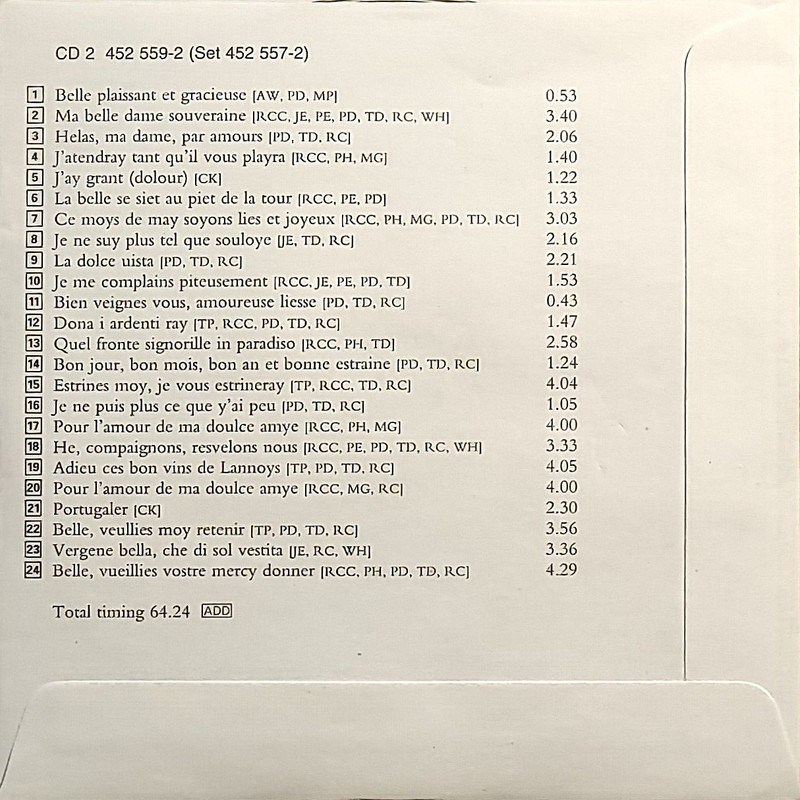 CD 2 452 559-2 (Set 452 557-2)
1 Belle plaissant et gracieuse [AW, PD, MP] 0.53
2 Ma belle dame souveraine [RCC, JE, PE, PD, TD, RC, WH] 3.40
3 Helas, ma dame, par amours [PD, TD, RC] 2.06
4 J'atendray tant qu'il vous playra [RCC, PH, MG] 1.40
5 J'ay grant (dolour) [CK] 1.22
6 La belle se siet au piet de la tour [RCC, PE, PD] 1.33
7 Ce moys de may soyons lies et joyeux [RCC, PH, MG, PD, TD, RC] 3.03
8 Je ne suy plus tel que souloye [JE, TD, RC] 2.16
9 La dolce uista [PD, TD, RC] 2.21
10 Je me complains piteusement [RCC, JE, PE, PD, TD] 1.53
11 Bien veignes vous, amoureuse liesse [PD, TD, RC] 0.43
12 Dona i ardenti ray [TP, RCC, PD, TD, RC] 1.47
13 Quel fronte signorille in paradiso [RCC, PH, TD] 2.58
14 Bon jour, bon mois, bon an et bonne estraine [PD, TD, RC] 1.24
15 Estrines moy, je vous estrineray [TP, RCC, TD, RC] 4.04
16 Je ne puis plus ce que y'ai peu [PD, TD, RC] 1.05
17 Pour l'amour de ma doulce amye [RCC, PH, MG] 4.00
18 He, compaignons, resvelons nous [RCC, PE, PD, TD, RC, WH] 3.33
19 Adieu ces bon vins de Lannoys [TP, PD, TD, RC] 4.05
20 Pour l'amour de ma doulce amye [RCC, MG, RC] 4.00
21 Portugaler [CK] 2.30
22 Belle, veullies moy retenir [TP, PD, TD, RC] 3.56
23 Vergene bella, che di sol vestita [JE, RC, WH] 3.36
24 Belle, vueillies vostre mercy donner [RCC, PH, PD, TD, RC] 4.29
Total timing 64.24 ADD